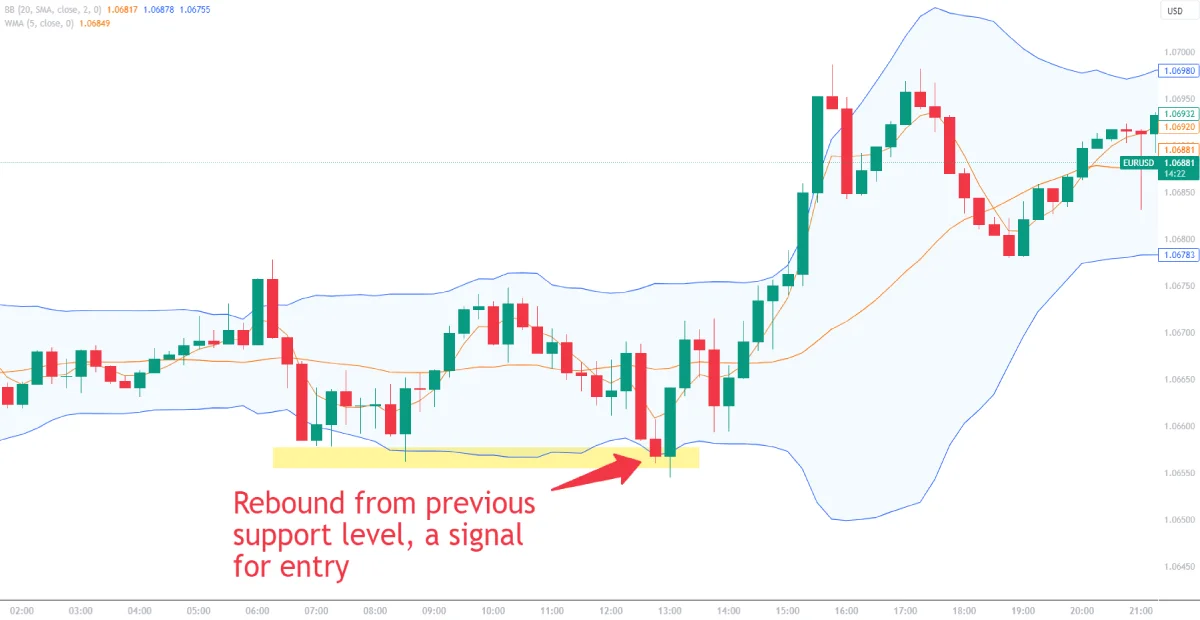 BB (20, SMA, close, 2, 0) 1.06817 1.06878 1.06755
WMA (5, close, 0) 1.06849
USD
1.07000
1.06980
1.06950
1.06932
1.06920
1.06881
EURUSD 1.06881
14:22
1.06850
1.06800
1.06783
1.06750
1.06700
1.06650
1.06600
1.06550
1.06500
1.06450
Rebound from previous
support level, a signal
for entry
02:00 03:00 04:00 05:00 06:00 07:00 08:00 09:00 10:00 11:00 12:00 13:00 14:00 15:00 16:00 17:00 18:00 19:00 20:00 21:00